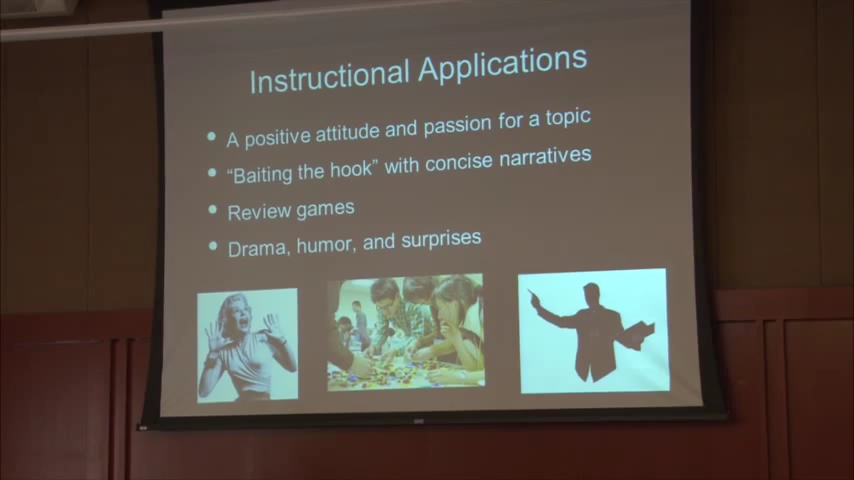 Instructional Applications
• A positive attitude and passion for a topic
• “Baiting the hook” with concise narratives
• Review games
• Drama, humor, and surprises